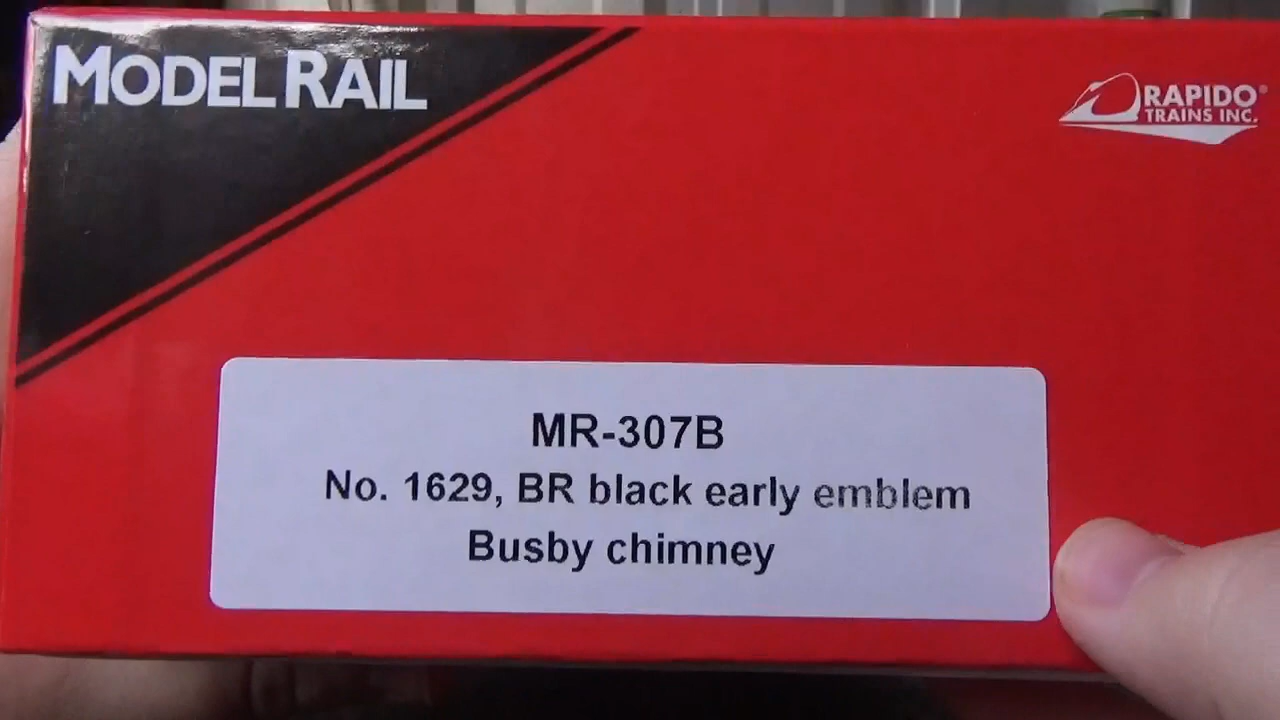 MODEL RAIL
RAPIDO®
TRAINS INC.
MR-307B
No. 1629, BR black early emblem
Busby chimney